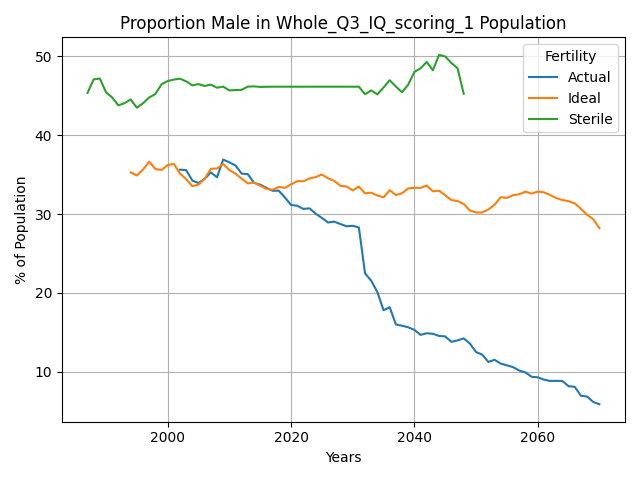 Proportion Male in Whole_Q3_IQ_scoring_1 Population
Fertility
Actual
Ideal
Sterile
% of Population
50
40
30
20
10
2000
2020
2040
2060
Years